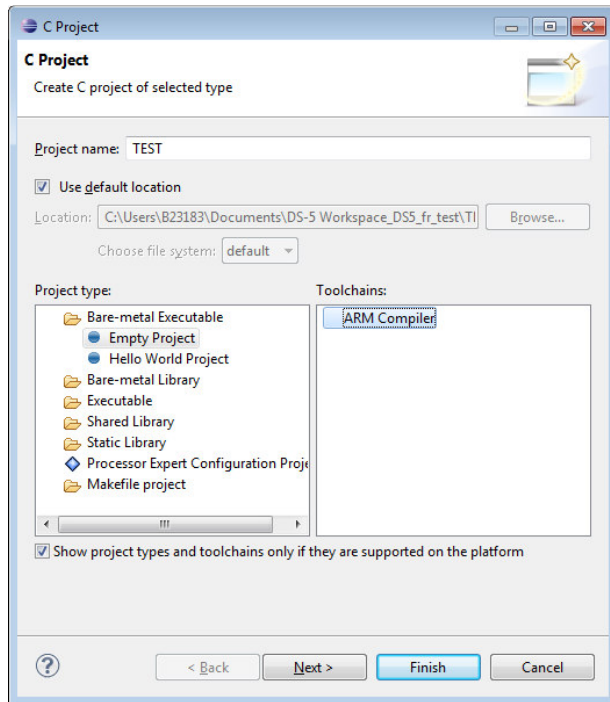 C Project
C Project
Create C project of selected type
Project name: TEST
Use default location
Location: C:\Users\B23183\Documents\DS-5 Workspace_DS5_fr_test\TI Browse...
Choose file system: default
Project type: Toolchains:
Bare-metal Executable
Empty Project
Hello World Project
Bare-metal Library
Executable
Shared Library
Static Library
Processor Expert Configuration Proje
Makefile project
ARM Compiler
Show project types and toolchains only if they are supported on the platform
? < Back Next > Finish Cancel